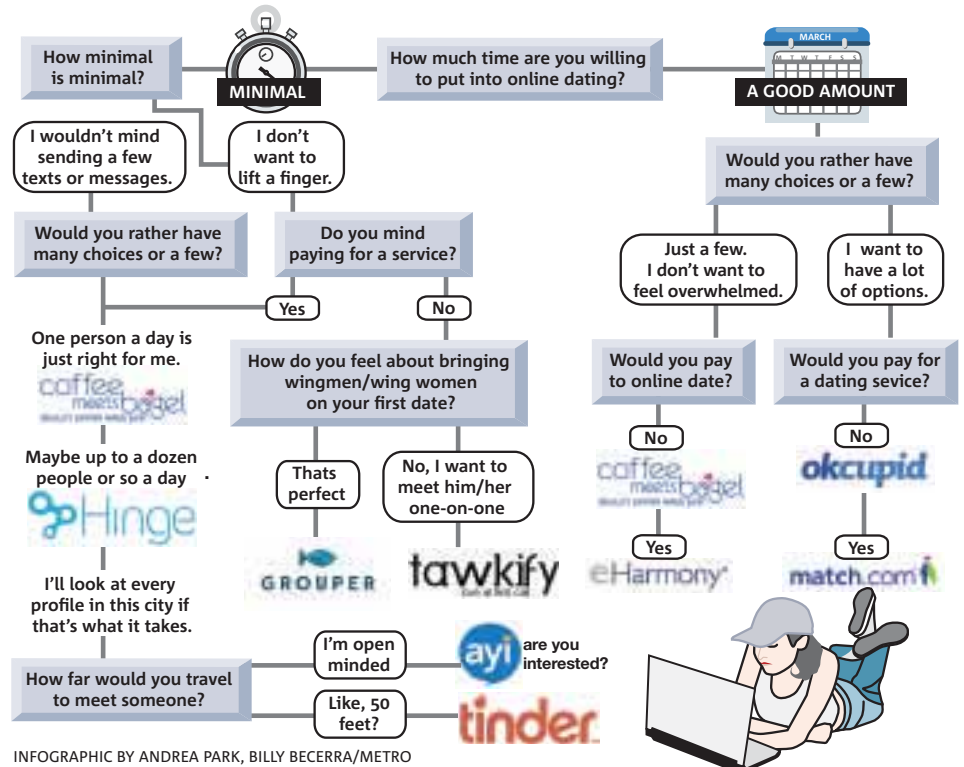 How minimal
is minimal?
MINIMAL
How much time are you willing
to put into online dating?
MARCH
M T W T F S S
A GOOD AMOUNT
I wouldn't mind
sending a few
texts or messages.
I don't
want to
lift a finger.
Would you rather have
many choices or a few?
Would you rather have
many choices or a few?
Do you mind
paying for a service?
Just a few.
I don't want to
feel overwhelmed.
I want to
have a lot
of options.
Yes
No
One person a day is
just right for me.
coffee
meets bagel
How do you feel about bringing
wingmen/wing women
on your first date?
Would you pay
to online date?
Would you pay for
a dating sevice?
No
No
Maybe up to a dozen
people or so a day .
Hinge
Thats
perfect
No, I want to
meet him/her
one-on-one
coffee
meets bagel
okcupid
Yes
Yes
GROUPER
tawkify
eHarmony®
match.com
I'll look at every
profile in this city if
that's what it takes.
How far would you travel
to meet someone?
I'm open
minded
ayi are you
interested?
Like, 50
feet?
tinder
INFOGRAPHIC BY ANDREA PARK, BILLY BECERRA/METRO